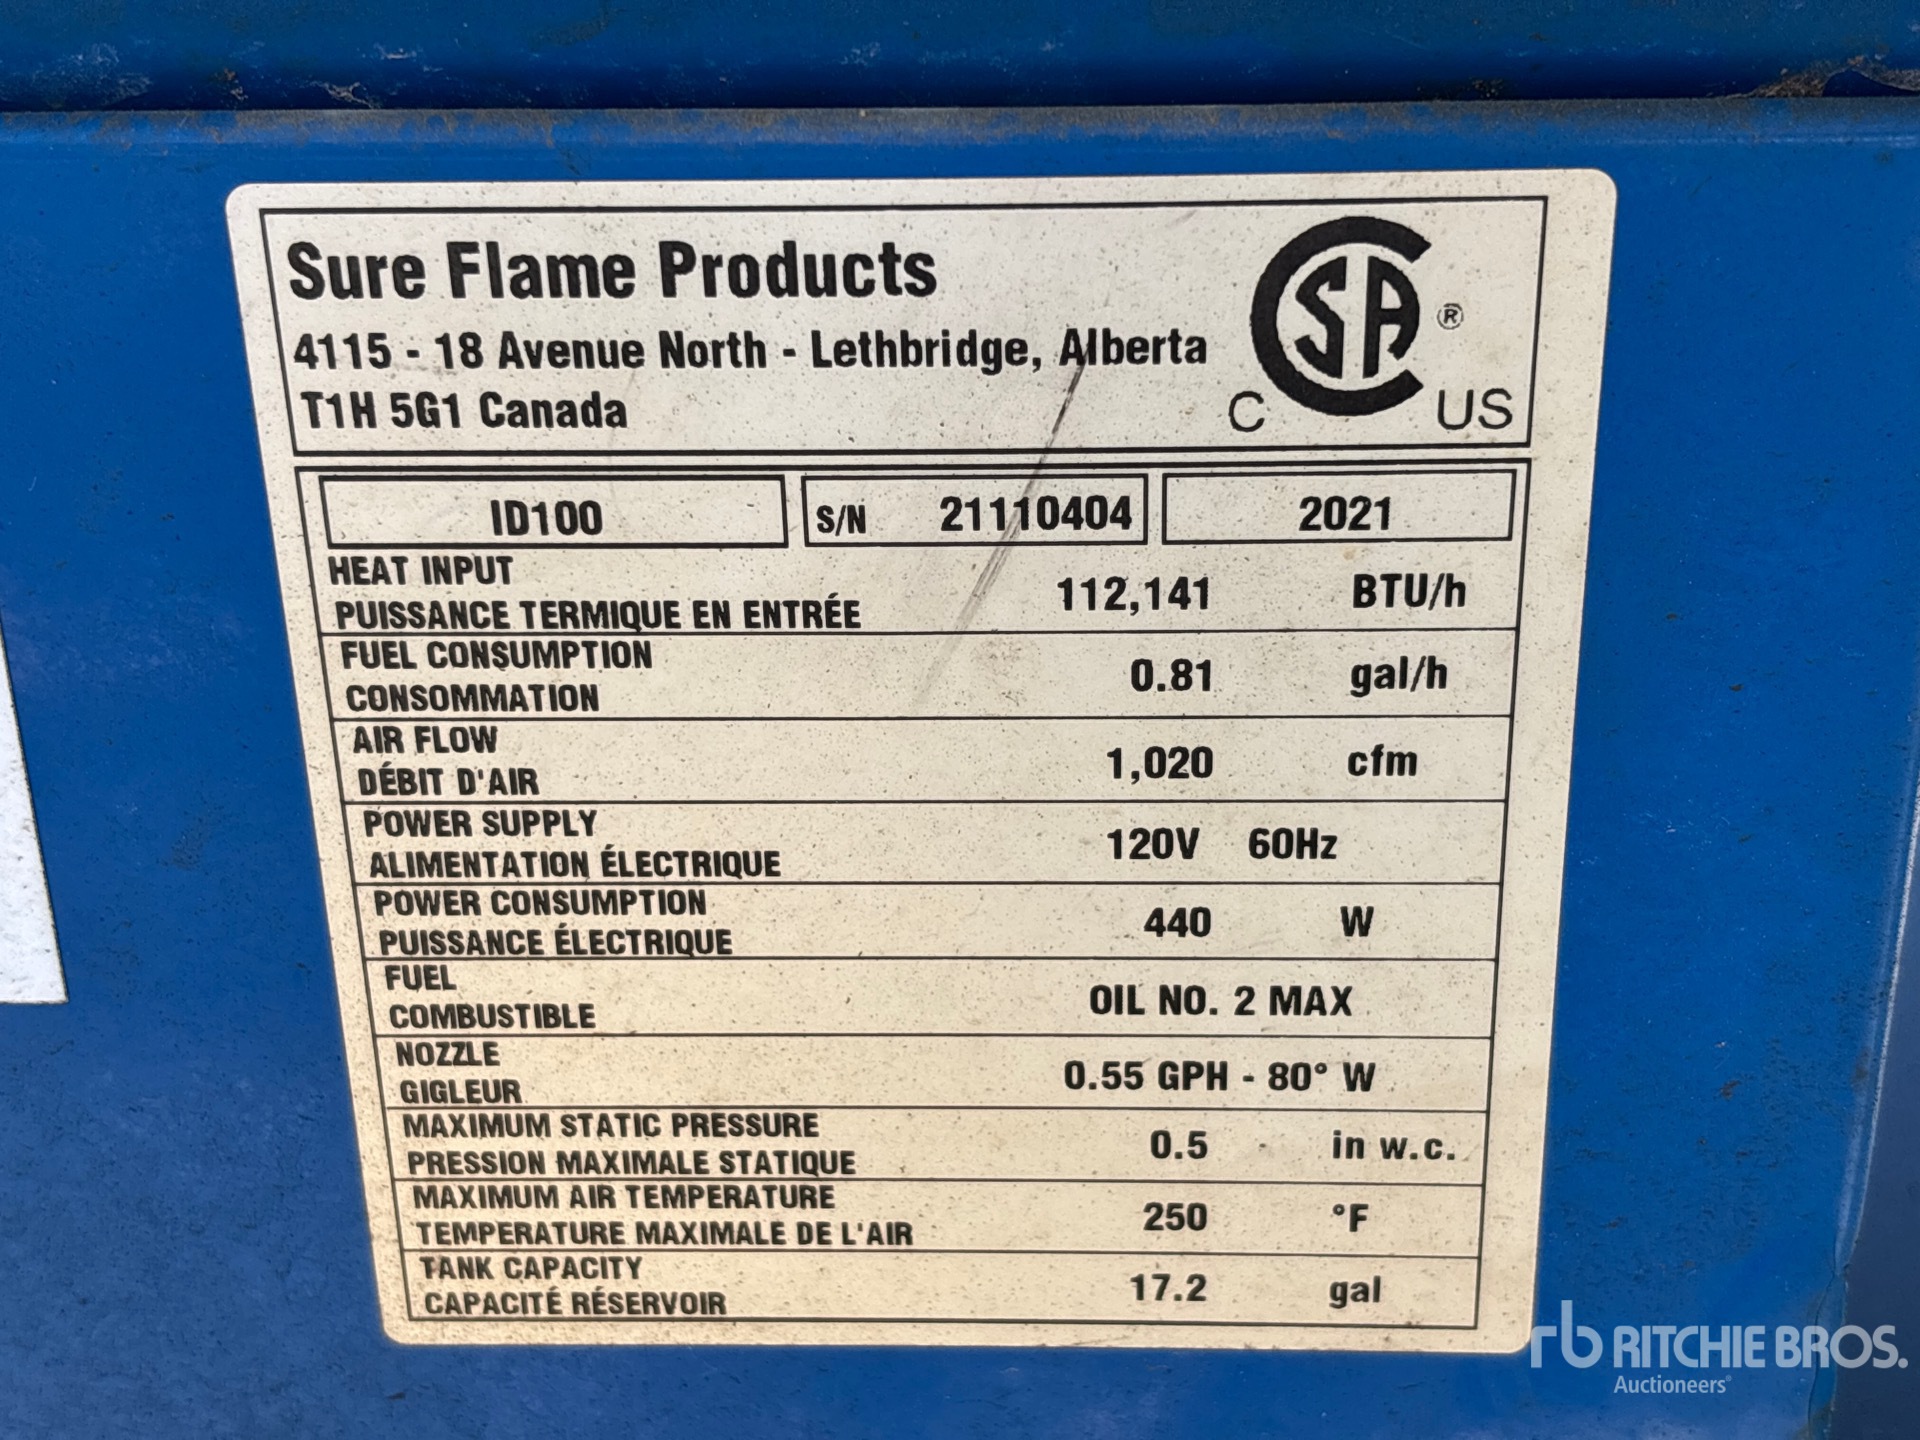 Sure Flame Products
4115 - 18 Avenue North - Lethbridge, Alberta
T1H 5G1 Canada
CSA ®
C US
ID100 S/N 21110404 2021
HEAT INPUT
PUISSANCE TERMIQUE EN ENTRÉE 112,141 BTU/h
FUEL CONSUMPTION
CONSOMMATION 0.81 gal/h
AIR FLOW
DÉBIT D'AIR 1,020 cfm
POWER SUPPLY
ALIMENTATION ÉLECTRIQUE 120V 60Hz
POWER CONSUMPTION
PUISSANCE ÉLECTRIQUE 440 W
FUEL
COMBUSTIBLE OIL NO. 2 MAX
NOZZLE
GIGLEUR 0.55 GPH - 80° W
MAXIMUM STATIC PRESSURE
PRESSION MAXIMALE STATIQUE 0.5 in w.c.
MAXIMUM AIR TEMPERATURE
TEMPERATURE MAXIMALE DE L'AIR 250 °F
TANK CAPACITY
CAPACITÉ RÉSERVOIR 17.2 gal
rb RITCHIE BROS.
Auctioneers